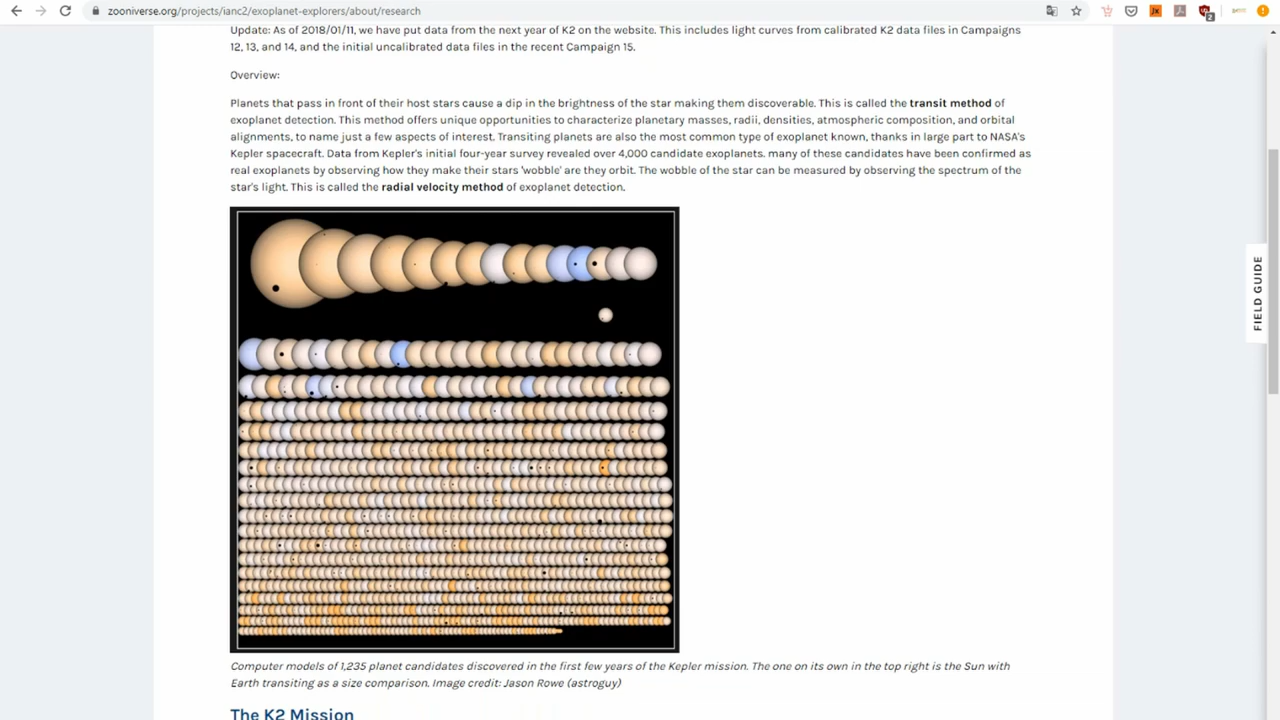 zooniverse.org/projects/ianc2/exoplanet-explorers/about/research
Update: As of 2018/01/11, we have put data from the next year of K2 on the website. This includes light curves from calibrated K2 data files in Campaigns
12, 13, and 14, and the initial uncalibrated data files in the recent Campaign 15.
Overview:
Planets that pass in front of their host stars cause a dip in the brightness of the star making them discoverable. This is called the transit method of
exoplanet detection. This method offers unique opportunities to characterize planetary masses, radii, densities, atmospheric composition, and orbital
alignments, to name just a few aspects of interest. Transiting planets are also the most common type of exoplanet known, thanks in large part to NASA's
Kepler spacecraft. Data from Kepler's initial four-year survey revealed over 4,000 candidate exoplanets. many of these candidates have been confirmed as
real exoplanets by observing how they make their stars 'wobble' are they orbit. The wobble of the star can be measured by observing the spectrum of the
star's light. This is called the radial velocity method of exoplanet detection.
FIELD GUIDE
Computer models of 1,235 planet candidates discovered in the first few years of the Kepler mission. The one on its own in the top right is the Sun with
Earth transiting as a size comparison. Image credit: Jason Rowe (astroguy)
The K2 Mission